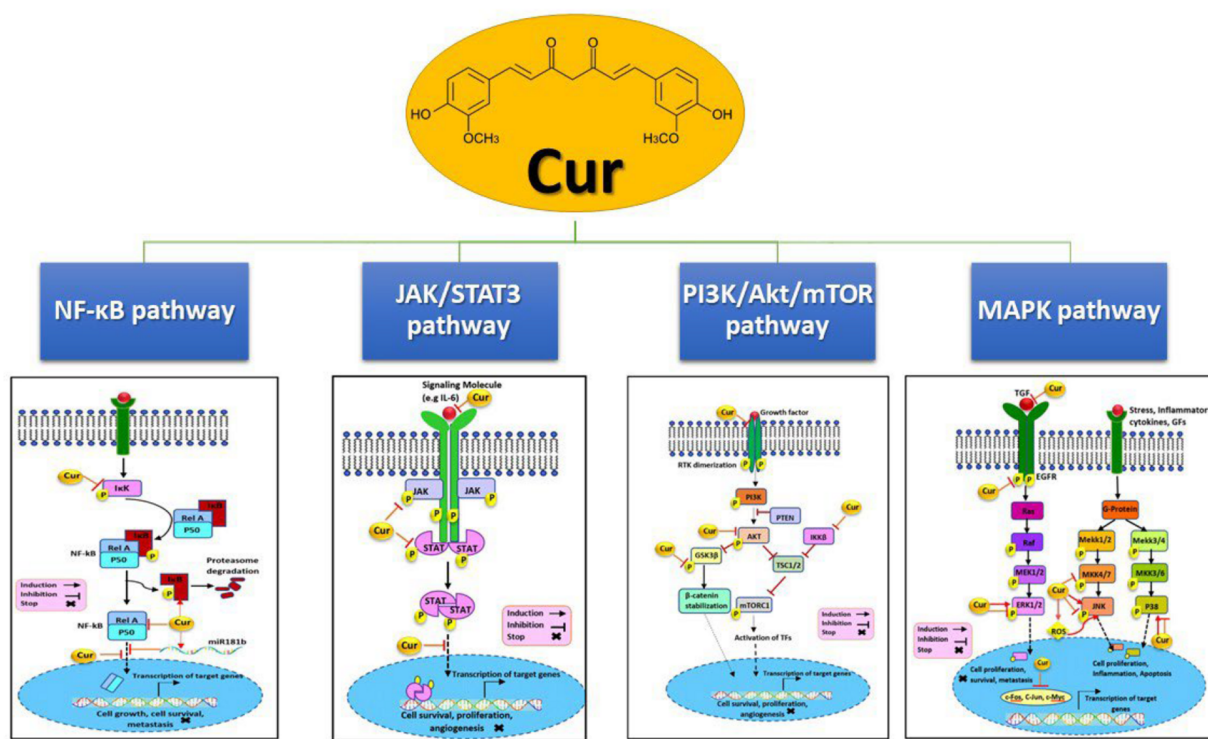 O
O
HO
OCH3
H3CO
OH
Cur
NF-κB pathway
JAK/STAT3
pathway
PI3K/Akt/mTOR
pathway
MAPK pathway
Cur
P
IκK
IκB
Rel A
P50
IκB
Rel A
P50
P
NF-kB
Proteasome
degradation
Induction
Inhibition
Stop
IκB
P
NF-kB
Rel A
P50
Cur
miR181b
Cur
Transcription of target genes
Cell growth, cell survival,
metastasis
Signaling Molecule
(e.g IL-6)
Cur
JAK
JAK
P
P
Cur
P
P
P
STAT
STAT
P
P
STAT
STAT
P
Induction
Inhibition
Stop
Cur
Transcription of target genes
Cell survival, proliferation,
angiogenesis
Cur
Growth factor
RTK dimerization
P
P
PI3K
P
PTEN
Cur
Cur
AKT
P
IKKβ
Cur
GSK3β
P
TSC1/2
β-catenin
stabilization
mTORC1
P
Activation of TFs
Induction
Inhibition
Stop
Transcription of target genes
Cell survival, proliferation,
angiogenesis
TGF
Cur
Stress, Inflammator
cytokines, GFs
Cur
P
P
EGFR
Ras
G-Protein
Raf
P
Mekk1/2
P
Mekk3/4
P
MEK1/2
P
MKK4/7
P
MKK3/6
P
Cur
ERK1/2
P
JNK
P
P38
P
Cur
ROS
Cur
Induction
Inhibition
Stop
Cell proliferation,
survival, metastasis
Cur
Cell proliferation,
Inflammation, Apoptosis
c-Fos, C-Jun, c-Myc
Transcription of target
genes